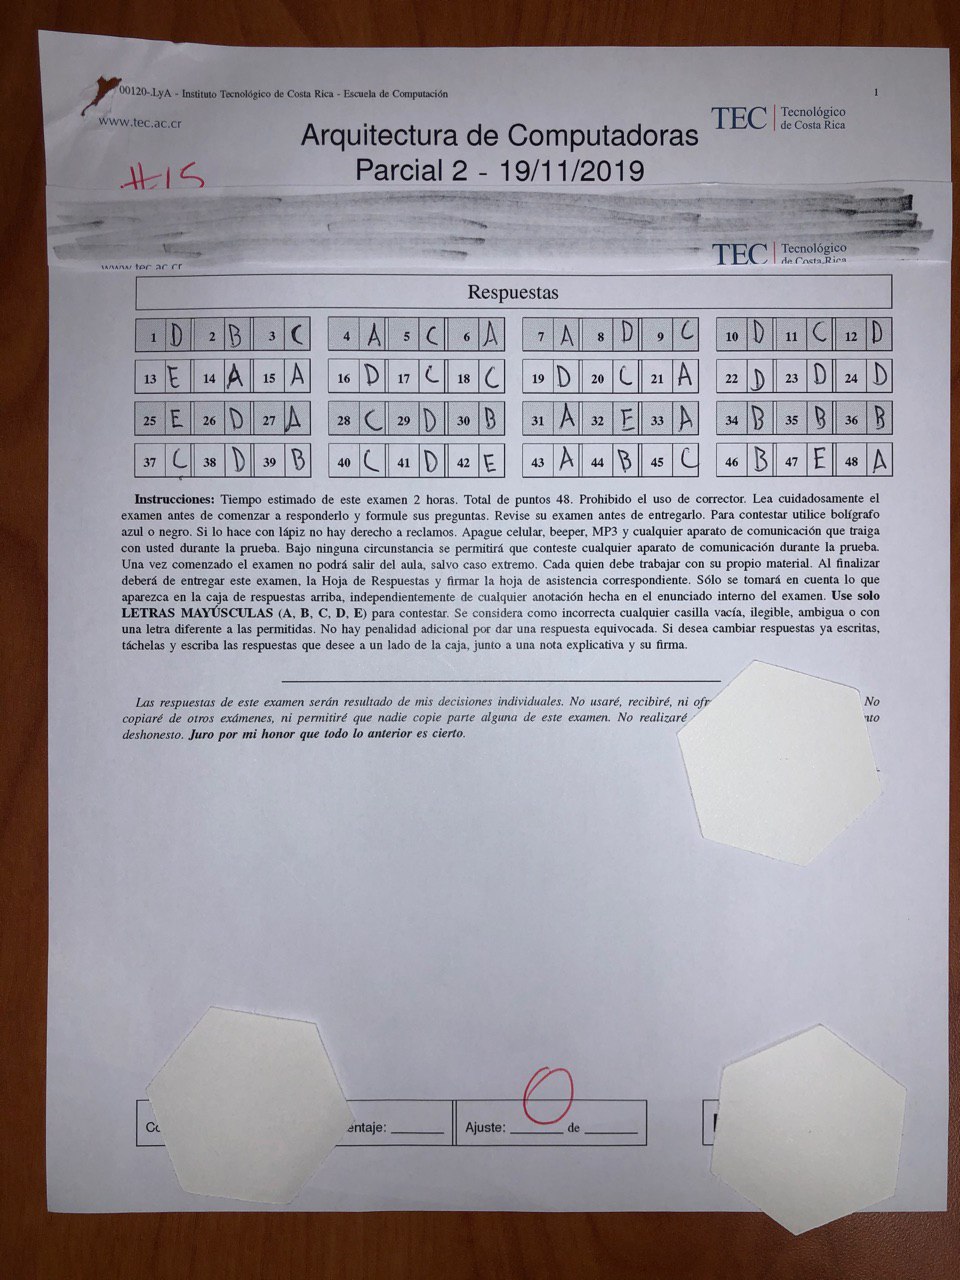 00120-.LyA - Instituto Tecnológico de Costa Rica - Escuela de Computación 1
www.tec.ac.cr
TEC Tecnológico
de Costa Rica
Arquitectura de Computadoras
Parcial 2 - 19/11/2019
#15
TEC Tecnológico
de Costa Rica
www.tec.ac.cr
Respuestas
1 D 2 B 3 C 4 A 5 C 6 A 7 A 8 D 9 C 10 D 11 C 12 D
13 E 14 A 15 A 16 D 17 C 18 C 19 D 20 C 21 A 22 D 23 D 24 D
25 E 26 D 27 A 28 C 29 D 30 B 31 A 32 E 33 A 34 B 35 B 36 B
37 C 38 D 39 B 40 C 41 D 42 E 43 A 44 B 45 C 46 B 47 E 48 A
Instrucciones: Tiempo estimado de este examen 2 horas. Total de puntos 48. Prohibido el uso de corrector. Lea cuidadosamente el
examen antes de comenzar a responderlo y formule sus preguntas. Revise su examen antes de entregarlo. Para contestar utilice bolígrafo
azul o negro. Si lo hace con lápiz no hay derecho a reclamos. Apague celular, beeper, MP3 y cualquier aparato de comunicación que traiga
con usted durante la prueba. Bajo ninguna circunstancia se permitirá que conteste cualquier aparato de comunicación durante la prueba.
Una vez comenzado el examen no podrá salir del aula, salvo caso extremo. Cada quien debe trabajar con su propio material. Al finalizar
deberá de entregar este examen, la Hoja de Respuestas y firmar la hoja de asistencia correspondiente. Sólo se tomará en cuenta lo que
aparezca en la caja de respuestas arriba, independientemente de cualquier anotación hecha en el enunciado interno del examen. Use solo
LETRAS MAYÚSCULAS (A, B, C, D, E) para contestar. Se considera como incorrecta cualquier casilla vacía, ilegible, ambigua o con
una letra diferente a las permitidas. No hay penalidad adicional por dar una respuesta equivocada. Si desea cambiar respuestas ya escritas,
táchelas y escriba las respuestas que desee a un lado de la caja, junto a una nota explicativa y su firma.
Las respuestas de este examen serán resultado de mis decisiones individuales. No usaré, recibiré, ni No
copiaré de otros exámenes, ni permitiré que nadie copie parte alguna de este examen. No realizaré
deshonesto. Juro por mi honor que todo lo anterior es cierto.
entaje: ______ Ajuste: ______ de ______
0